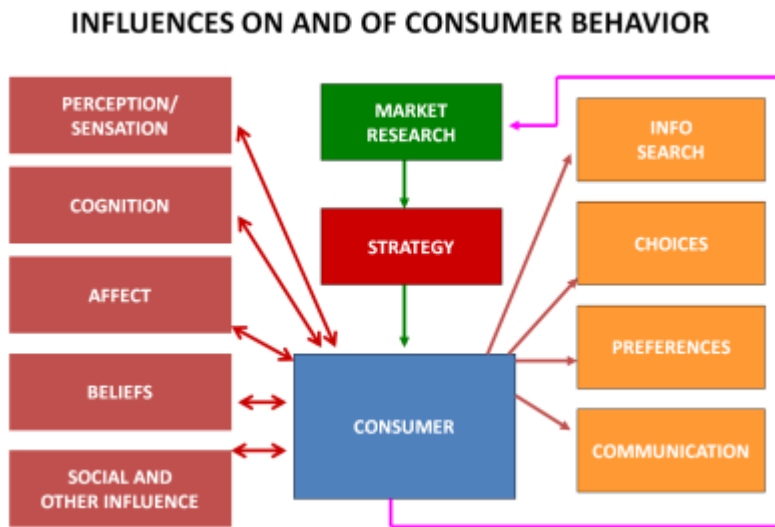 INFLUENCES ON AND OF CONSUMER BEHAVIOR
PERCEPTION/
SENSATION
COGNITION
AFFECT
BELIEFS
SOCIAL AND
OTHER INFLUENCE
MARKET
RESEARCH
STRATEGY
CONSUMER
INFO
SEARCH
CHOICES
PREFERENCES
COMMUNICATION